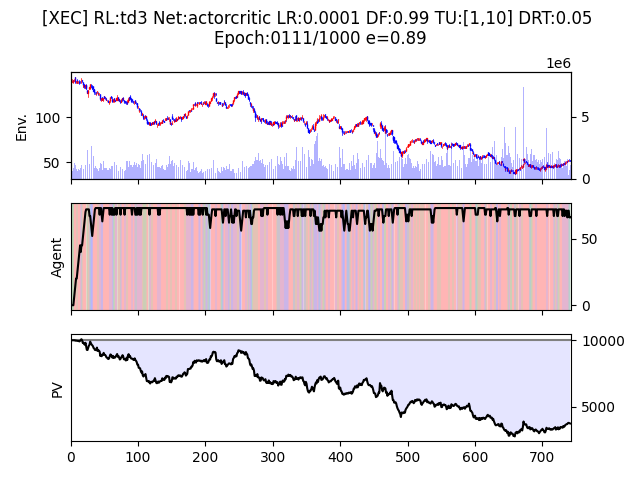 [XEC] RL:td3 Net:actorcritic LR:0.0001 DF:0.99 TU:[1,10] DRT:0.05
Epoch:0111/1000 e=0.89
1e6
Env.
100
50
5
0
Agent
50
0
PV
10000
5000
0 100 200 300 400 500 600 700